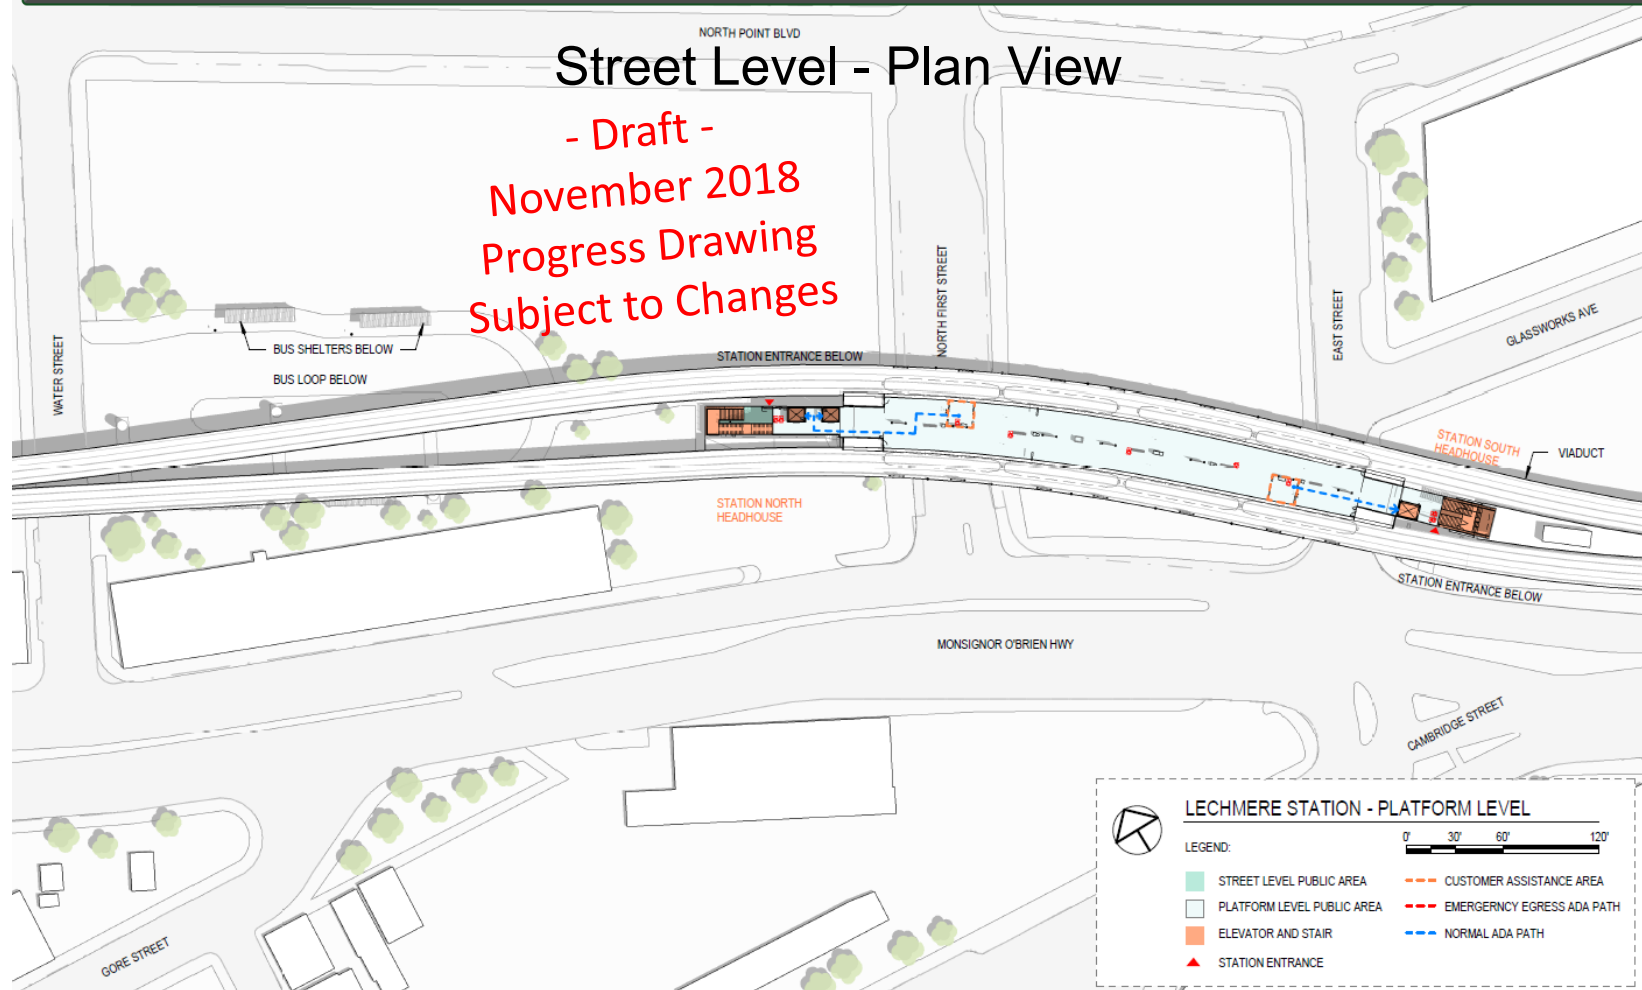 NORTH POINT BLVD
Street Level - Plan View
- Draft -
November 2018
Progress Drawing
Subject to Changes
NORTH FIRST STREET
EAST STREET
GLASSWORKS AVE
WATER STREET
BUS SHELTERS BELOW
BUS LOOP BELOW
STATION ENTRANCE BELOW
STATION SOUTH
HEADHOUSE
VIADUCT
STATION NORTH
HEADHOUSE
STATION ENTRANCE BELOW
MONSIGNOR O'BRIEN HWY
CAMBRIDGE STREET
GORE STREET
LECHMERE STATION - PLATFORM LEVEL
0' 30' 60' 120'
LEGEND:
STREET LEVEL PUBLIC AREA
CUSTOMER ASSISTANCE AREA
PLATFORM LEVEL PUBLIC AREA
EMERGERNCY EGRESS ADA PATH
ELEVATOR AND STAIR
NORMAL ADA PATH
STATION ENTRANCE